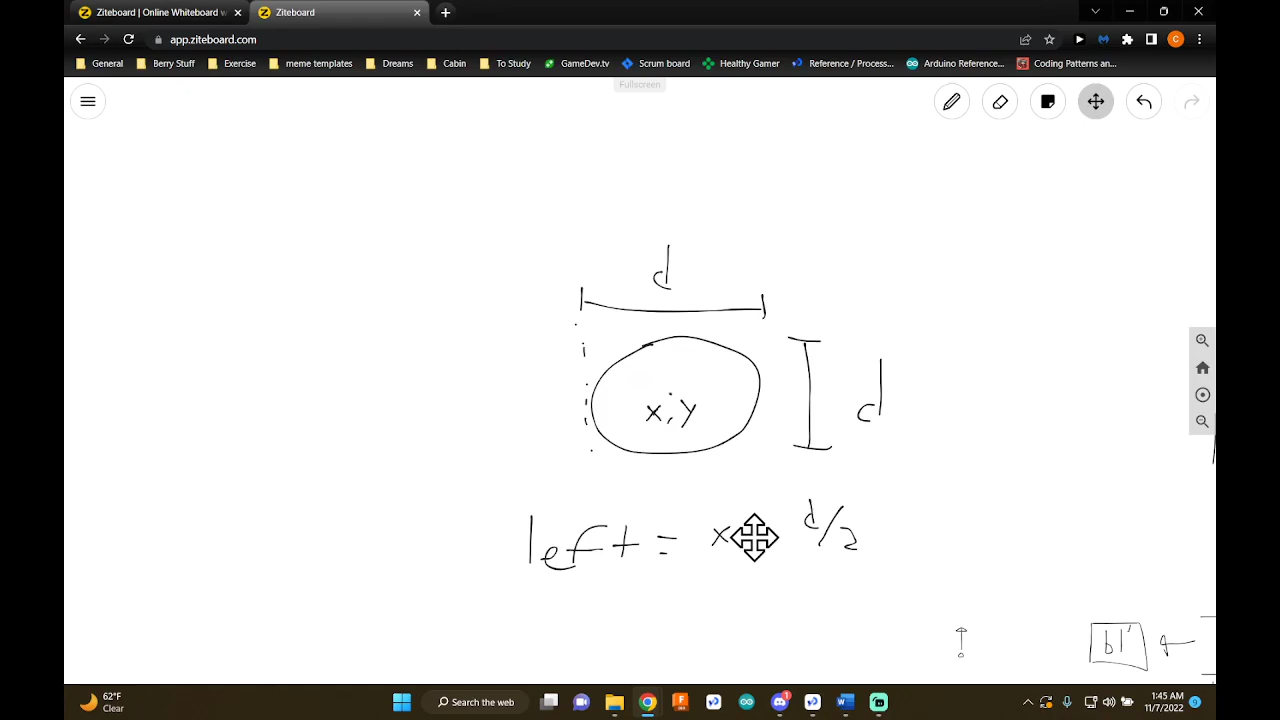 Ziteboard | Online Whiteboard w
Ziteboard
app.ziteboard.com
General
Berry Stuff
Exercise
meme templates
Dreams
Cabin
To Study
GameDev.tv
Scrum board
Healthy Gamer
Reference / Process...
Arduino Reference...
Coding Patterns an...
Fullscreen
d
x,y
d
left = x d/2
bl
62°F
Clear
Search the web
1:45 AM
11/7/2022